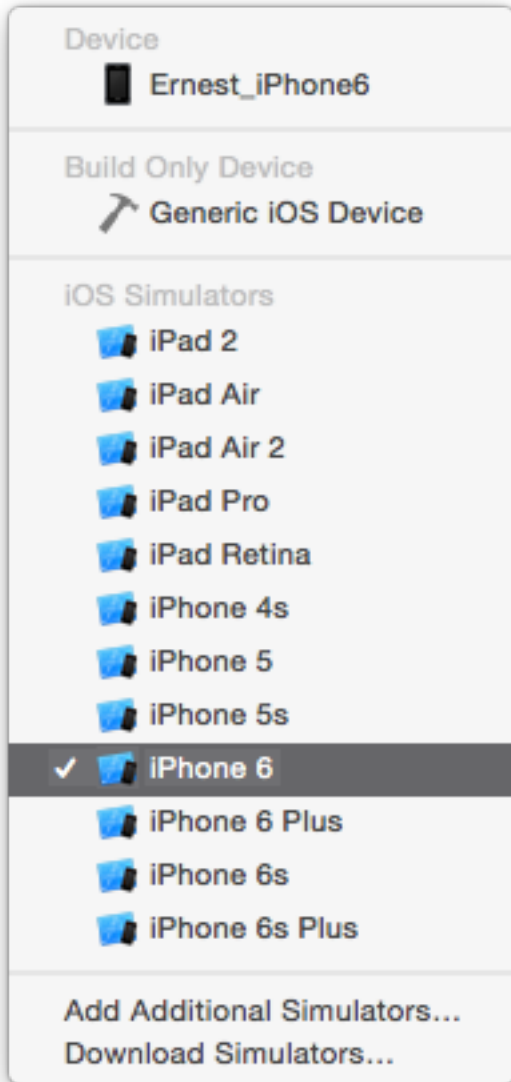 Device
Ernest_iPhone6
Build Only Device
Generic iOS Device
iOS Simulators
iPad 2
iPad Air
iPad Air 2
iPad Pro
iPad Retina
iPhone 4s
iPhone 5
iPhone 5s
✓ iPhone 6
iPhone 6 Plus
iPhone 6s
iPhone 6s Plus
Add Additional Simulators...
Download Simulators...